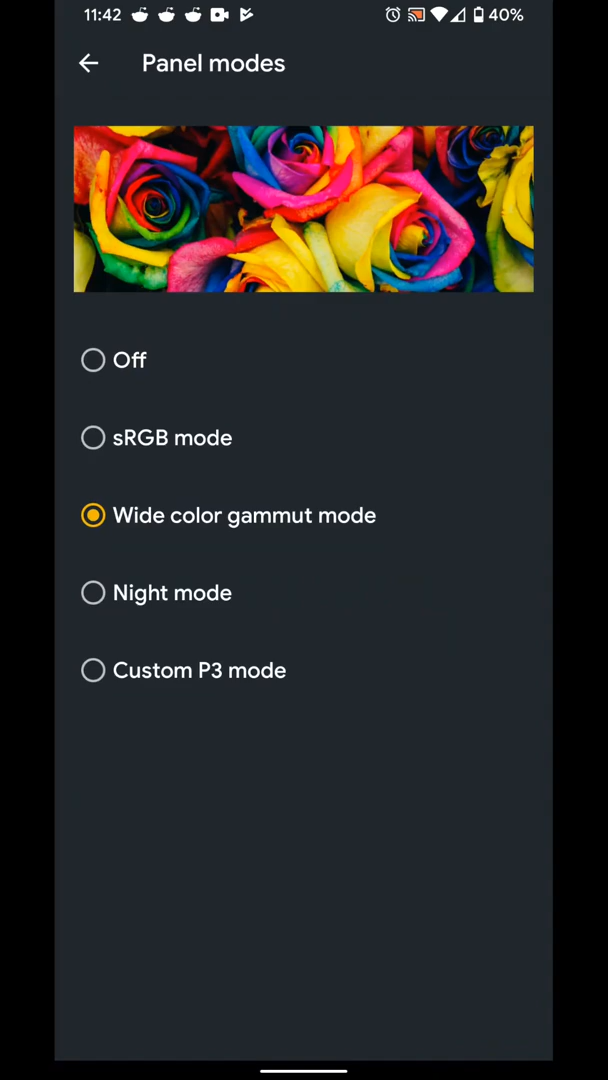 11:42
40%
Panel modes
Off
sRGB mode
Wide color gammut mode
Night mode
Custom P3 mode